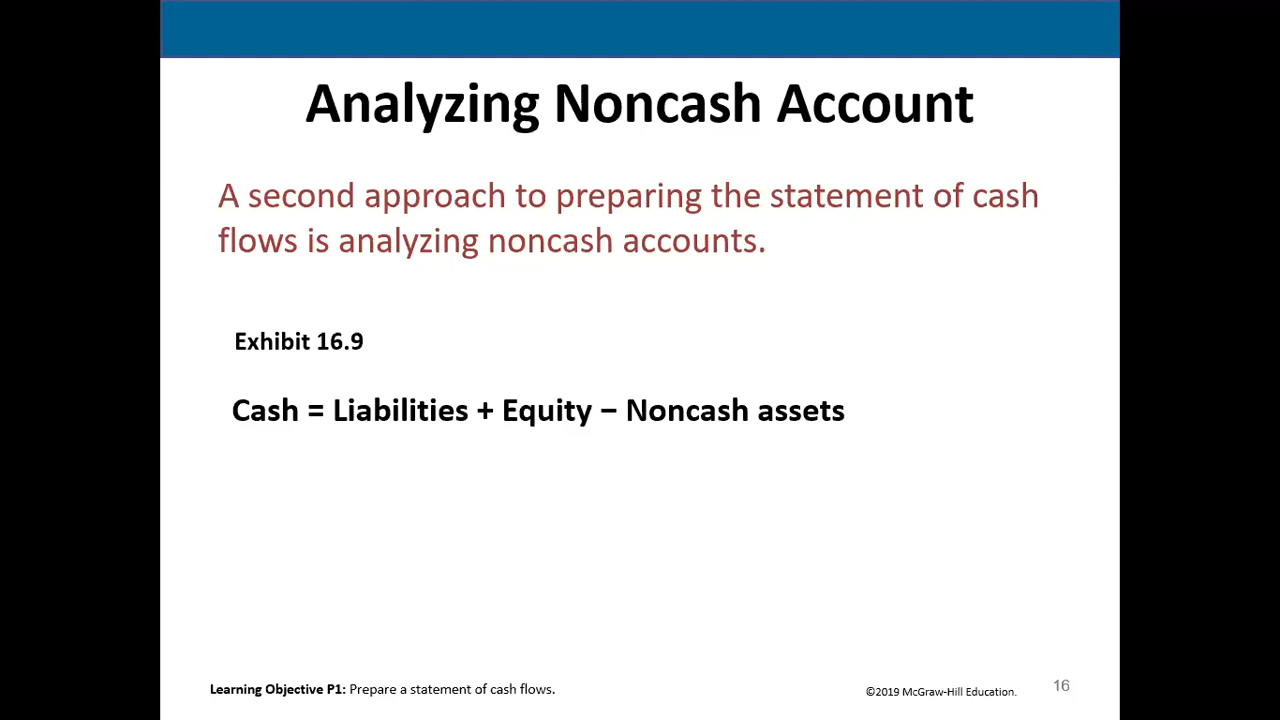 Analyzing Noncash Account
A second approach to preparing the statement of cash
flows is analyzing noncash accounts.
Exhibit 16.9
Cash = Liabilities + Equity − Noncash assets
Learning Objective P1: Prepare a statement of cash flows.
©2019 McGraw-Hill Education.
16